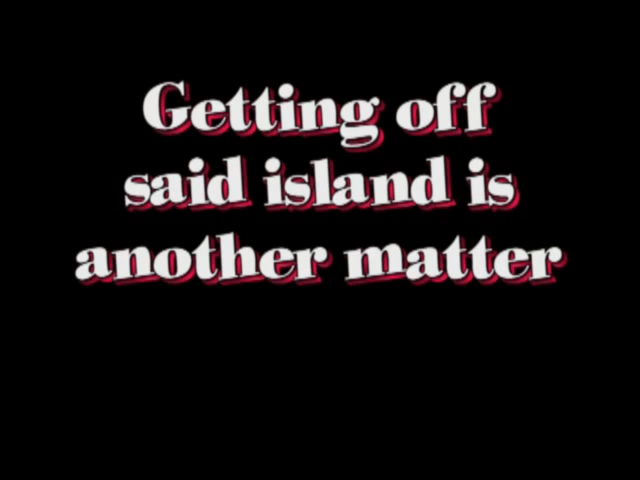 Getting off
said island is
another matter